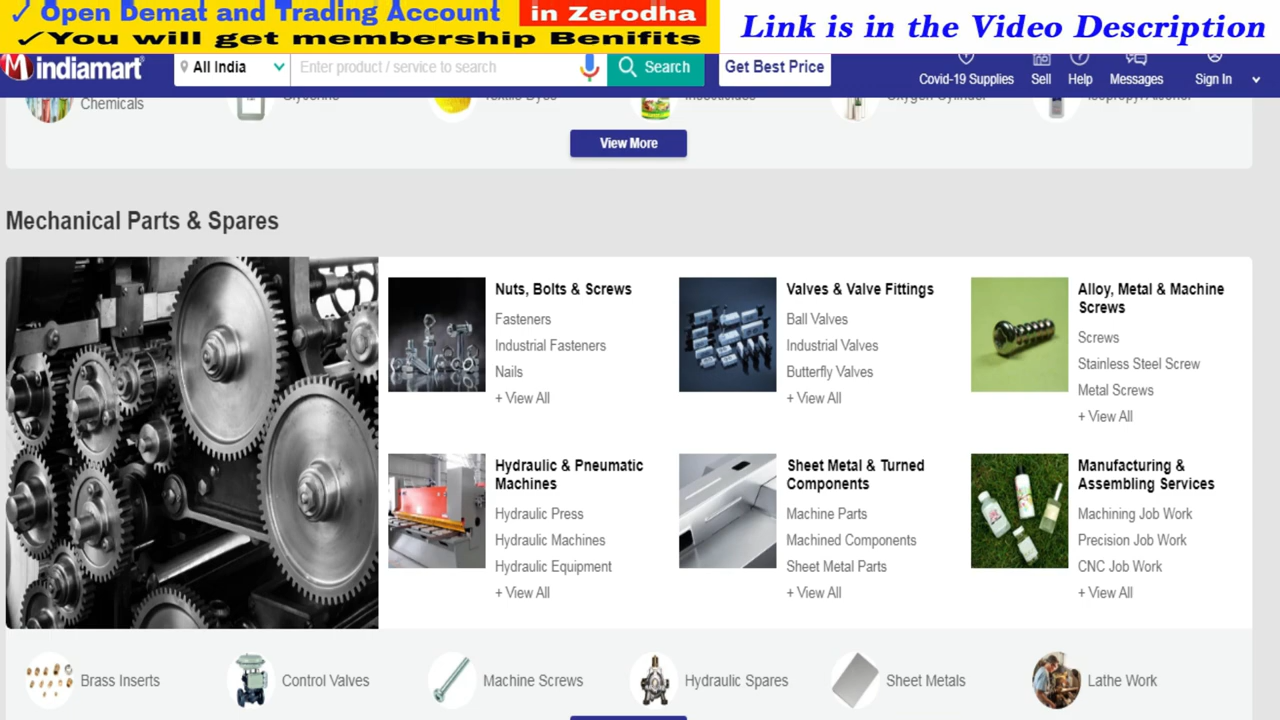 ✓ Open Demat and Trading Account in Zerodha
✓You will get membership Benifits
Link is in the Video Description
indiamart
All India
Enter product / service to search
Search
Get Best Price
Covid-19 Supplies
Sell
Help
Messages
Sign In
Chemicals
View More
Mechanical Parts & Spares
Nuts, Bolts & Screws
Fasteners
Industrial Fasteners
Nails
+ View All
Valves & Valve Fittings
Ball Valves
Industrial Valves
Butterfly Valves
+ View All
Alloy, Metal & Machine
Screws
Screws
Stainless Steel Screw
Metal Screws
+ View All
Hydraulic & Pneumatic
Machines
Hydraulic Press
Hydraulic Machines
Hydraulic Equipment
+ View All
Sheet Metal & Turned
Components
Machine Parts
Machined Components
Sheet Metal Parts
+ View All
Manufacturing &
Assembling Services
Machining Job Work
Precision Job Work
CNC Job Work
+ View All
Brass Inserts
Control Valves
Machine Screws
Hydraulic Spares
Sheet Metals
Lathe Work